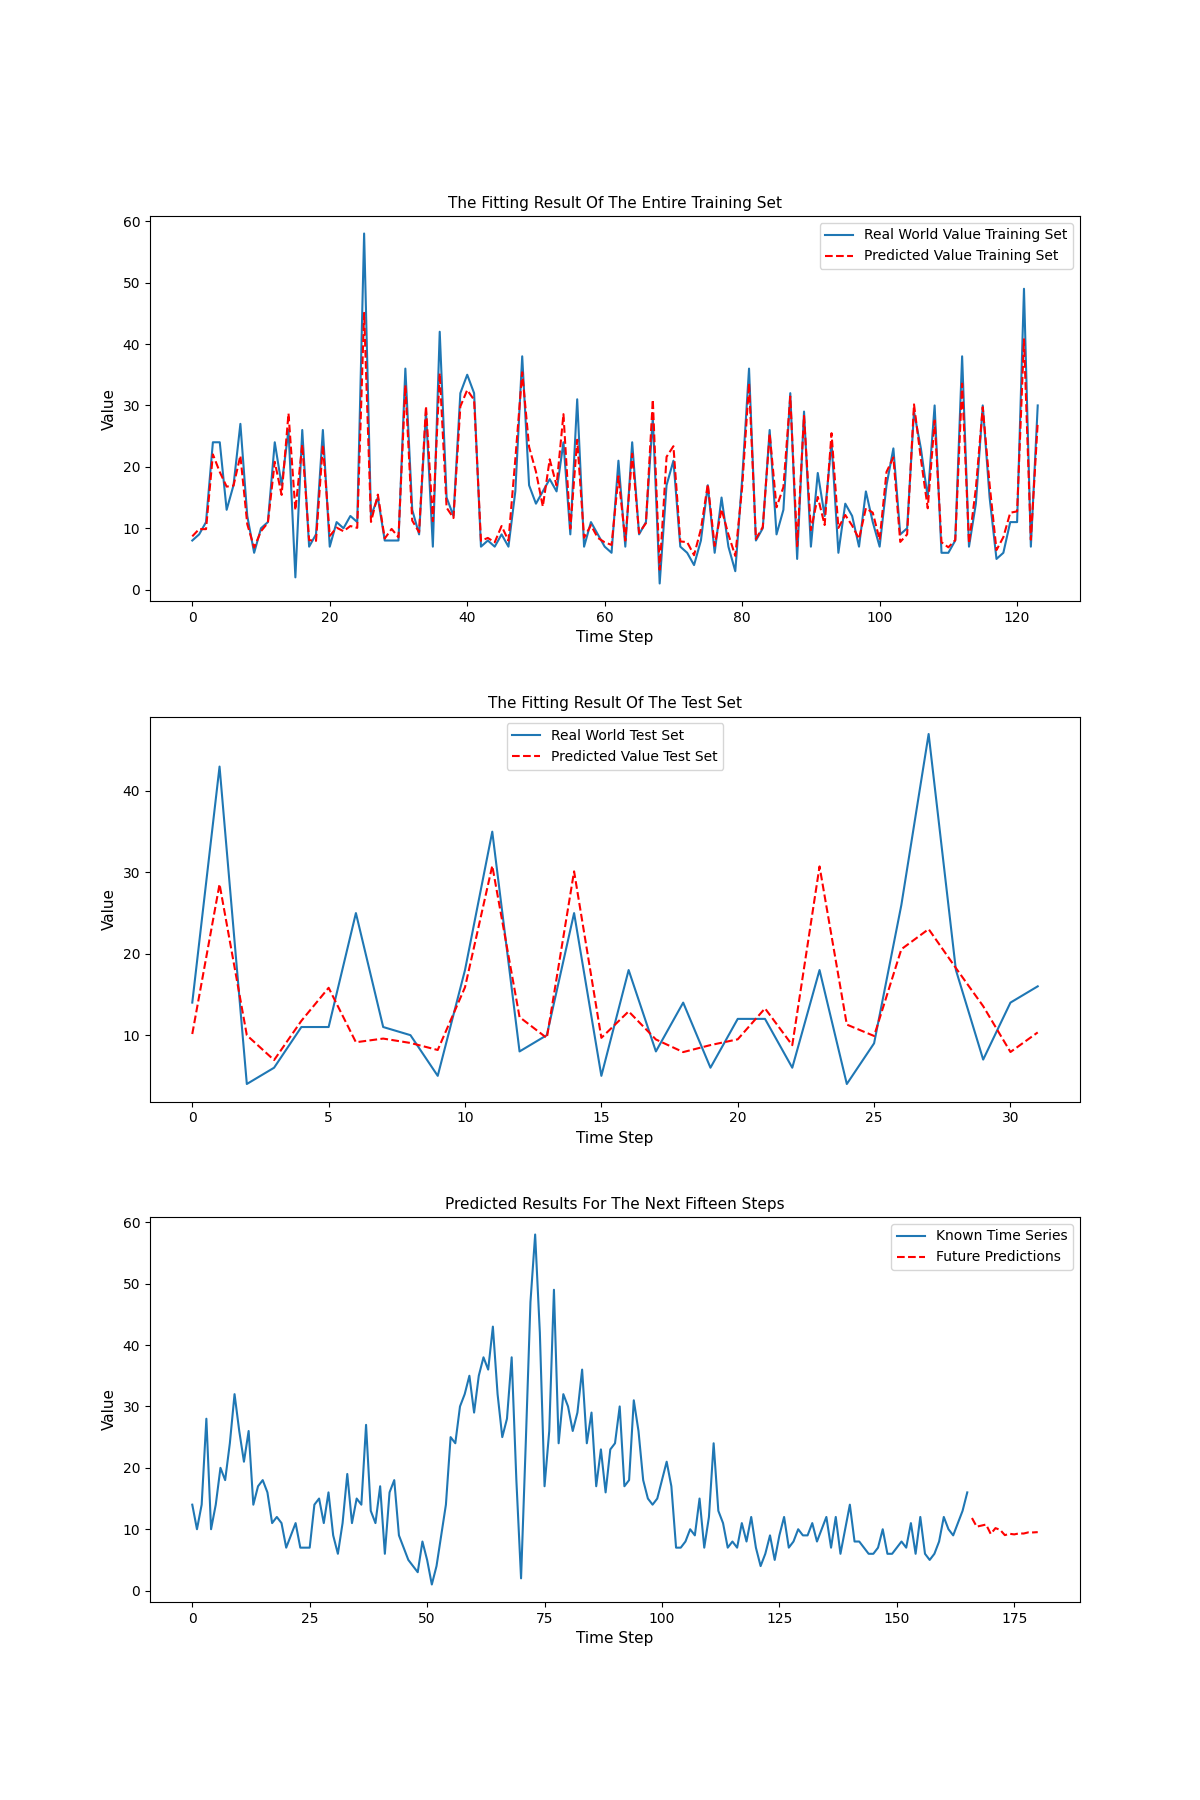 The Fitting Result Of The Entire Training Set
Real World Value Training Set
Predicted Value Training Set
Value
60
50
40
30
20
10
0
0 20 40 60 80 100 120
Time Step
The Fitting Result Of The Test Set
Real World Test Set
Predicted Value Test Set
Value
40
30
20
10
0 5 10 15 20 25 30
Time Step
Predicted Results For The Next Fifteen Steps
Known Time Series
Future Predictions
Value
60
50
40
30
20
10
0
0 25 50 75 100 125 150 175
Time Step